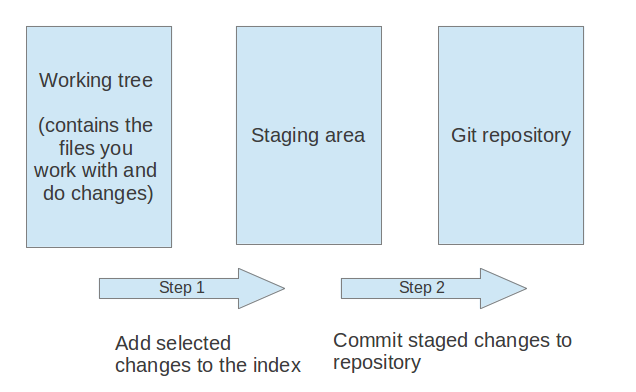 Working tree
(contains the
files you
work with and
do changes)
Staging area
Git repository
Step 1
Step 2
Add selected
changes to the index
Commit staged changes to
repository